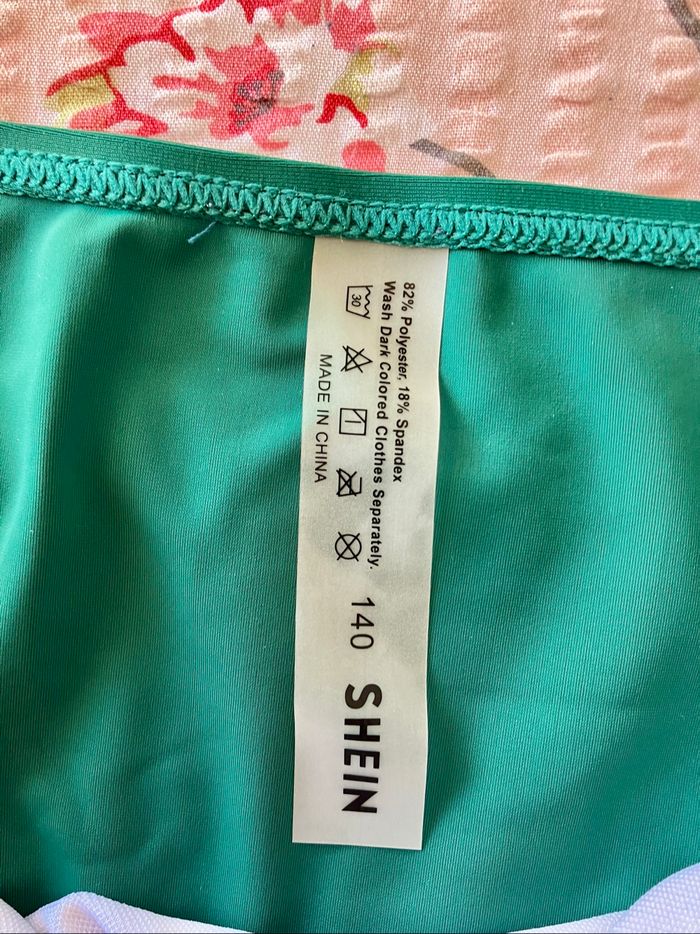 82% Polyester, 18% Spandex
Wash Dark Colored Clothes Separately.
30
MADE IN CHINA
140
SHEIN